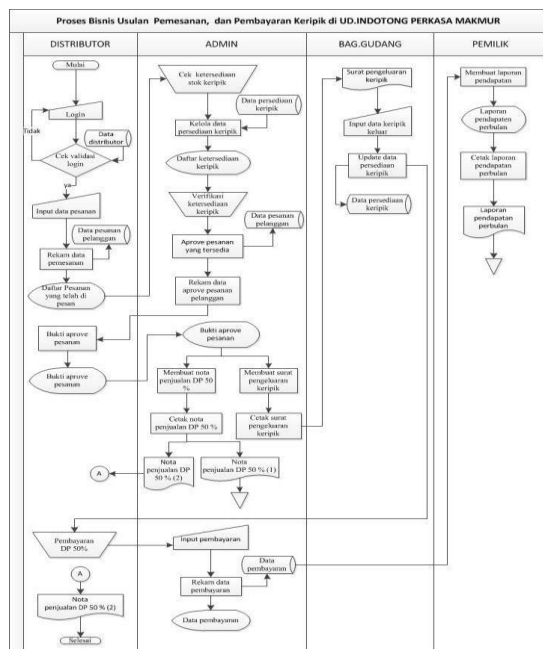 Proses Bisnis Usulan Pemesanan, dan Pembayaran Keripik di UD.INDOTONG PERKASA MAKMUR
DISTRIBUTOR
Mulai
Login
Tidak
Data
distributor
Cek validasi
login
ya
Input data pesanan
Data pesanan
pelanggan
Rekam data
pemesanan
Daftar Pesanan
yang telah di
pesan
Bukti aprove
pesanan
Bukti aprove
pesanan
A
Pembayaran
DP 50%
A
Nota
penjualan DP 50 % (2)
Selesai
ADMIN
Cek ketersediaan
stok keripik
Data persediaan
keripik
Kelola data
persediaan keripik
Daftar ketersediaan
keripik
Verifikasi
ketersediaan
keripik
Data pesanan
pelanggan
Aprove pesanan
yang tersedia
Rekam data
aprove pesanan
pelanggan
Bukti aprove
pesanan
Membuat nota
penjualan DP 50
%
Membuat surat
pengeluaran
keripik
Cetak nota
penjualan DP 50 %
Cetak surat
pengeluaran
keripik
Nota
penjualan DP
50 % (2)
Nota
penjualan DP 50 % (1)
Input pembayaran
Data
pembayaran
Rekam data
pembayaran
Data pembayaran
BAG.GUDANG
Surat pengeluaran
keripik
Input data keripik
keluar
Update data
persediaan keripik
Data persediaan
keripik
PEMILIK
Membuat laporan
pendapatan
Laporan
pendapaten
perbulan
Cetak laporan
pendapatan
perbulan
Laporan
pendapatan
perbulan